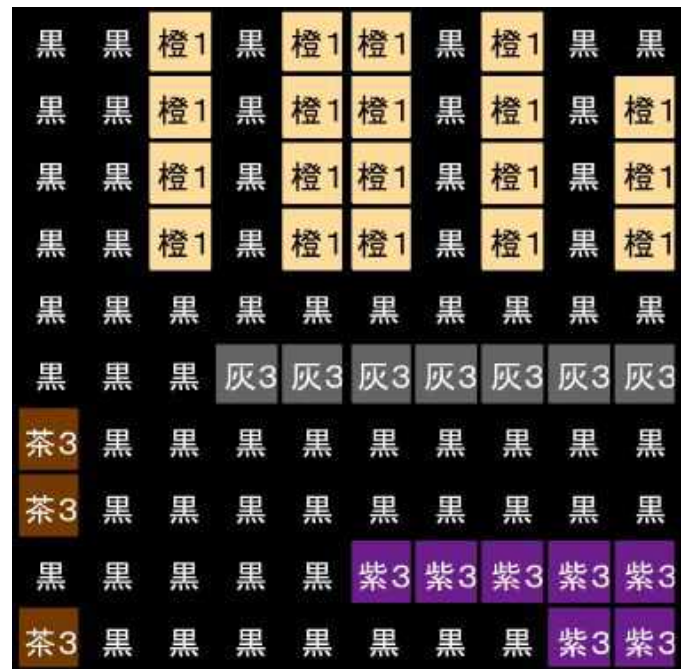 黒 黒 橙1 黒 橙1 橙1 黒 橙1 黒 黒
黒 黒 橙1 黒 橙1 橙1 黒 橙1 黒 橙1
黒 黒 橙1 黒 橙1 橙1 黒 橙1 黒 橙1
黒 黒 橙1 黒 橙1 橙1 黒 橙1 黒 橙1
黒 黒 黒 黒 黒 黒 黒 黒 黒 黒
黒 黒 黒 灰3 灰3 灰3 灰3 灰3 灰3 灰3
茶3 黒 黒 黒 黒 黒 黒 黒 黒 黒
茶3 黒 黒 黒 黒 黒 黒 黒 黒 黒
黒 黒 黒 黒 黒 紫3 紫3 紫3 紫3 紫3
茶3 黒 黒 黒 黒 黒 黒 黒 紫3 紫3